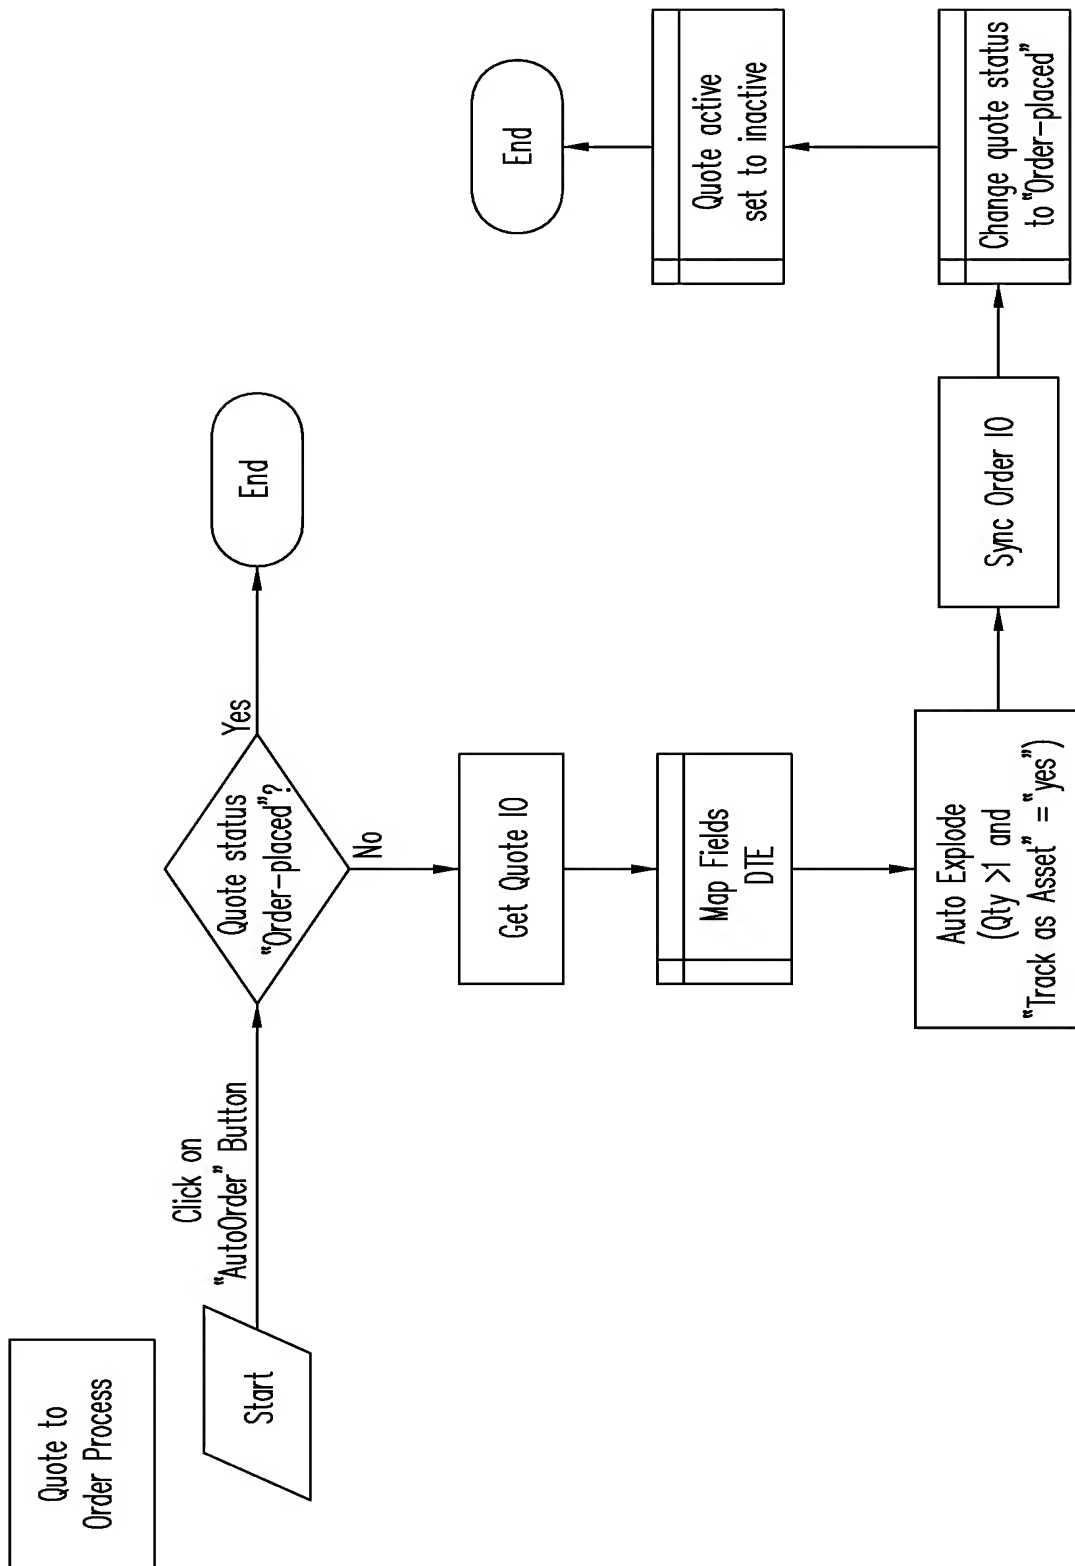 Quote to
Order Process
Start
Click on
“AutoOrder” Button
Quote status
“Order–placed”?
Yes
End
No
Get Quote IO
Map Fields
DTE
Auto Explode
(Qty >1 and
“Track as Asset” = “yes”)
Sync Order IO
Change quote status
to “Order–placed”
Quote active
set to inactive
End